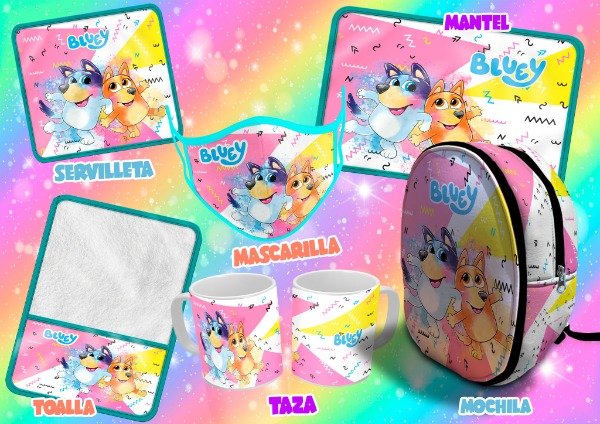 BLUEY
SERVILLETA
MANTEL
BLUEY
BLUEY
MASCARILLA
BLUEY
TOALLA
BLUEY
BLUEY
TAZA
BLUEY
MOCHILA